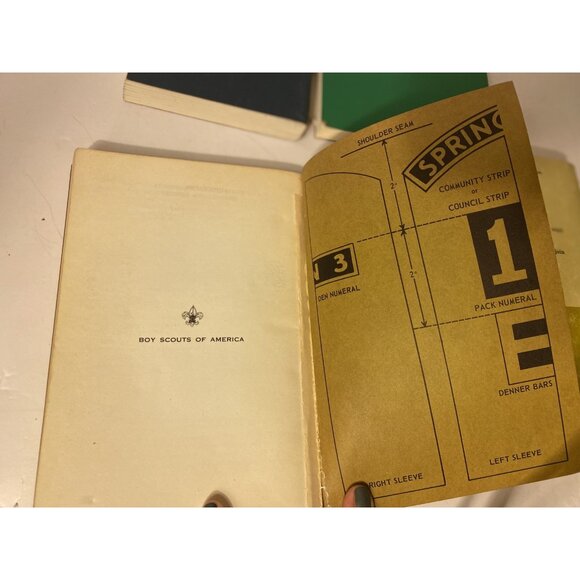 BOY SCOUTS OF AMERICA
SHOULDER SEAM
SPRING
2"
COMMUNITY STRIP
or
COUNCIL STRIP
N 3
DEN NUMERAL
2"
1
PACK NUMERAL
DENNER BARS
RIGHT SLEEVE
LEFT SLEEVE